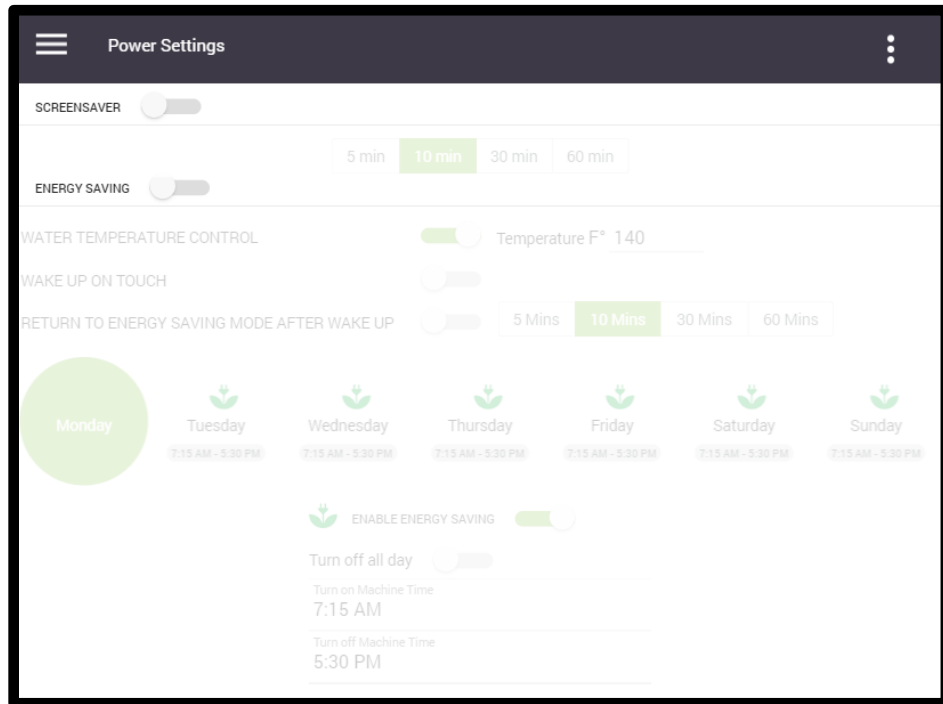 Power Settings
SCREENSAVER
5 min 10 min 30 min 60 min
ENERGY SAVING
WATER TEMPERATURE CONTROL Temperature F° 140
WAKE UP ON TOUCH
RETURN TO ENERGY SAVING MODE AFTER WAKE UP 5 Mins 10 Mins 30 Mins 60 Mins
Monday Tuesday Wednesday Thursday Friday Saturday Sunday
7:15 AM - 5:30 PM 7:15 AM - 5:30 PM 7:15 AM - 5:30 PM 7:15 AM - 5:30 PM 7:15 AM - 5:30 PM 7:15 AM - 5:30 PM
ENABLE ENERGY SAVING
Turn off all day
Turn on Machine Time
7:15 AM
Turn off Machine Time
5:30 PM